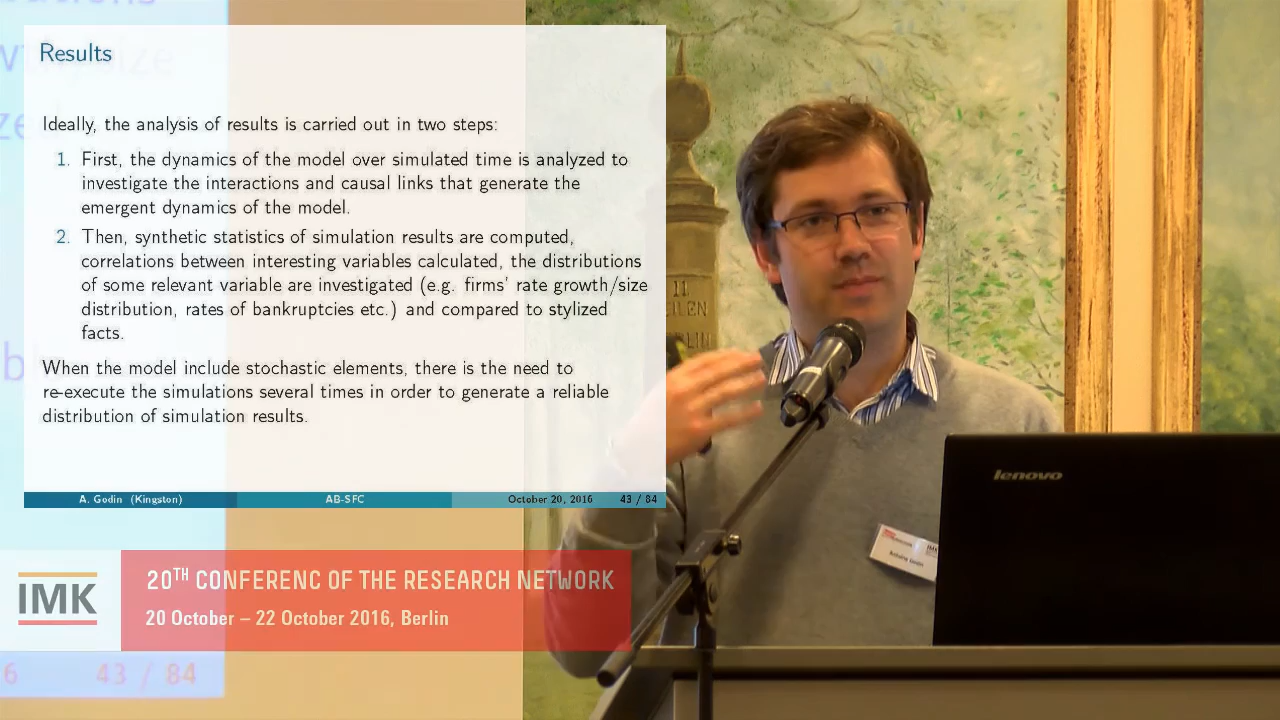 Results
Ideally, the analysis of results is carried out in two steps:
1. First, the dynamics of the model over simulated time is analyzed to
investigate the interactions and causal links that generate the
emergent dynamics of the model.
2. Then, synthetic statistics of simulation results are computed,
correlations between interesting variables calculated, the distributions
of some relevant variable are investigated (e.g. firms' rate growth/size
distribution, rates of bankruptcies etc.) and compared to stylized
facts.
When the model include stochastic elements, there is the need to
re-execute the simulations several times in order to generate a reliable
distribution of simulation results.
A. Godin (Kingston) AB-SFC October 20, 2016 43 / 84
IMK
20TH CONFERENC OF THE RESEARCH NETWORK
20 October – 22 October 2016, Berlin
6 43 / 84
lenovo
IMK
Antoine Godin